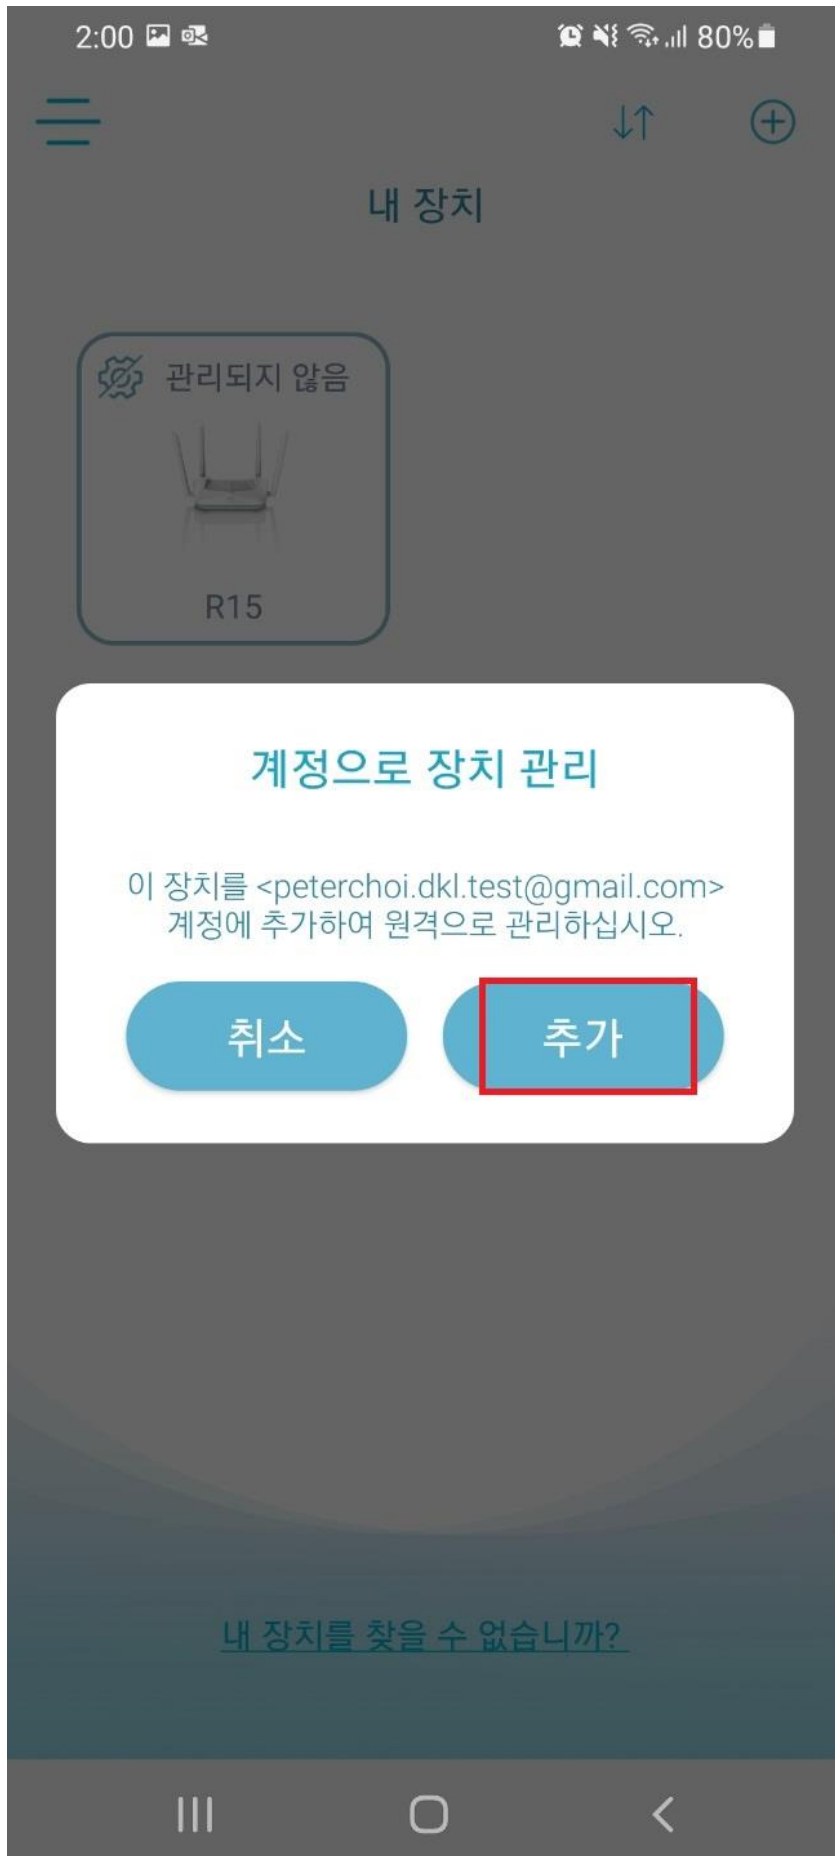 2:00 80%
내 장치
관리되지 않음
R15
계정으로 장치 관리
이 장치를 <peterchoi.dkl.test@gmail.com>
계정에 추가하여 원격으로 관리하십시오.
취소 추가
내 장치를 찾을 수 없습니까?